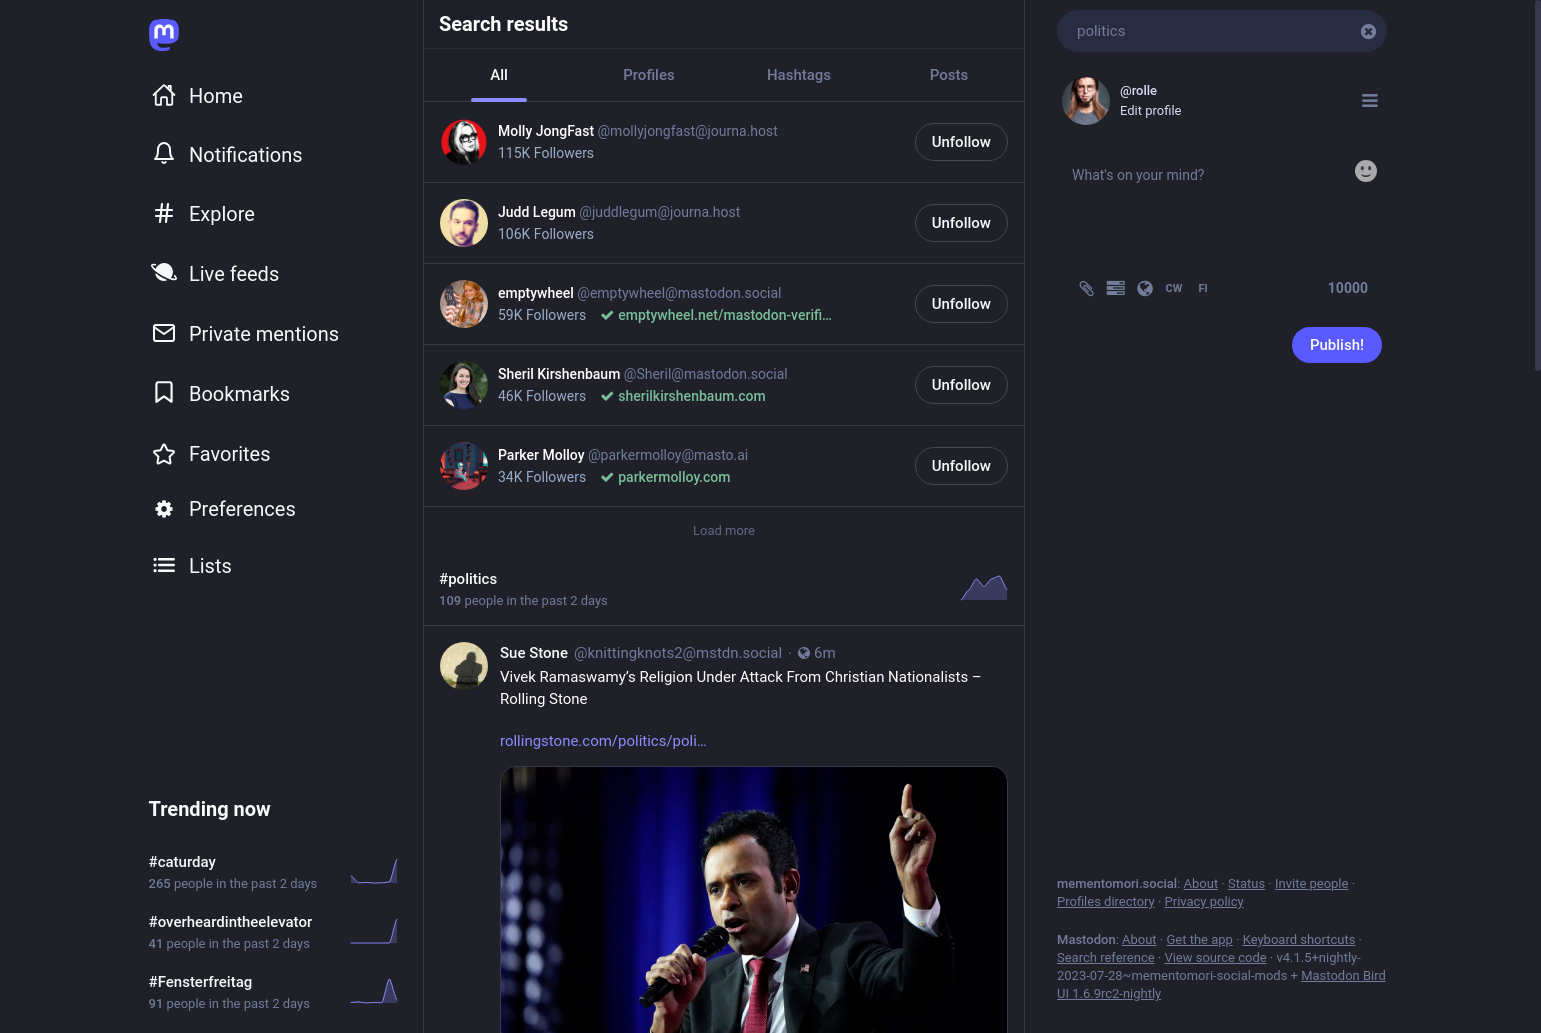 Home
Notifications
Explore
Live feeds
Private mentions
Bookmarks
Favorites
Preferences
Lists
Trending now
#caturday
265 people in the past 2 days
#overheardintheelevator
41 people in the past 2 days
#Fensterfreitag
91 people in the past 2 days
Search results
All Profiles Hashtags Posts
Molly JongFast @mollyjongfast@journa.host
115K Followers
Unfollow
Judd Legum @juddlegum@journa.host
106K Followers
Unfollow
emptywheel @emptywheel@mastodon.social
59K Followers emptywheel.net/mastodon-verifi...
Unfollow
Sheril Kirshenbaum @Sheril@mastodon.social
46K Followers sherilkirshenbaum.com
Unfollow
Parker Molloy @parkermolloy@masto.ai
34K Followers parkermolloy.com
Unfollow
Load more
#politics
109 people in the past 2 days
Sue Stone @knittingknots2@mstdn.social · 6m
Vivek Ramaswamy’s Religion Under Attack From Christian Nationalists –
Rolling Stone
rollingstone.com/politics/poli...
politics
@rolle
Edit profile
What's on your mind?
CW FI 10000
Publish!
mementomori.social: About · Status · Invite people ·
Profiles directory · Privacy policy
Mastodon: About · Get the app · Keyboard shortcuts ·
Search reference · View source code · v4.1.5+nightly-
2023-07-28~mementomori-social-mods + Mastodon Bird
UI 1.6.9rc2-nightly